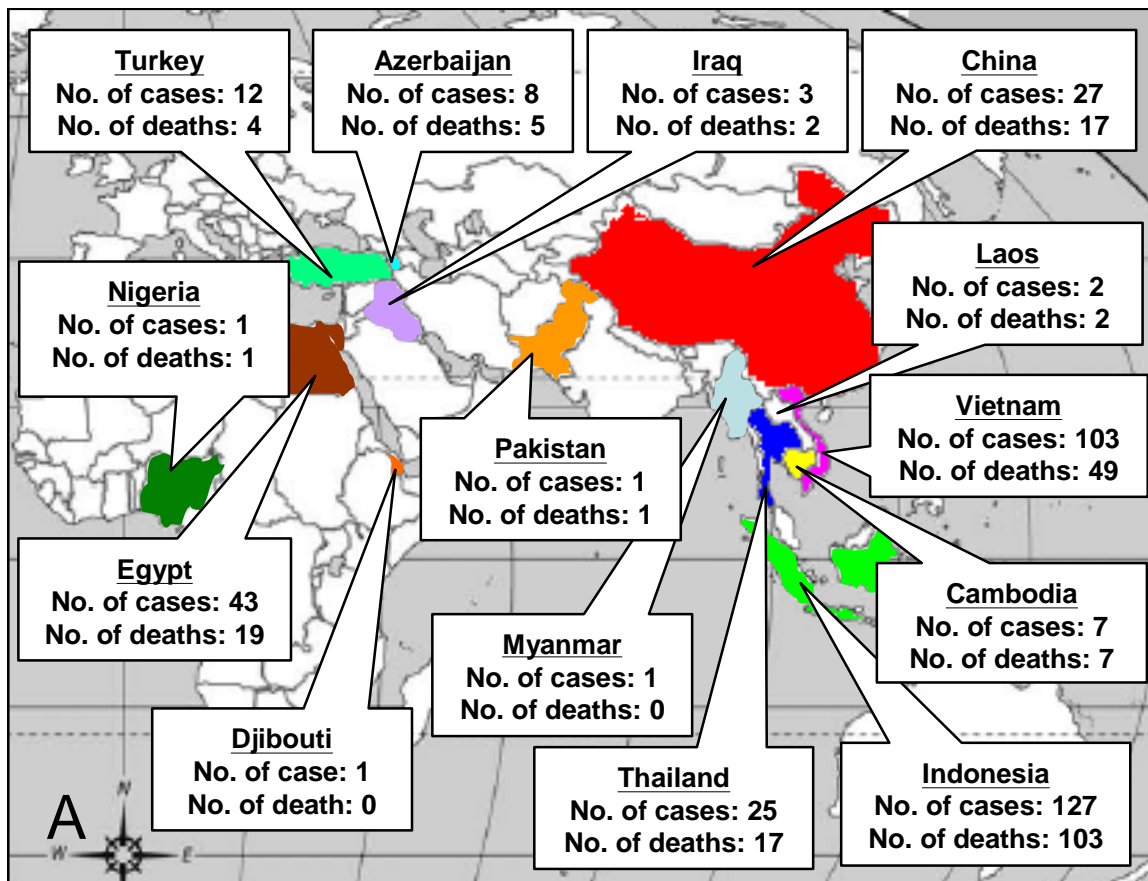 Turkey
No. of cases: 12
No. of deaths: 4
Azerbaijan
No. of cases: 8
No. of deaths: 5
Iraq
No. of cases: 3
No. of deaths: 2
China
No. of cases: 27
No. of deaths: 17
Laos
No. of cases: 2
No. of deaths: 2
Nigeria
No. of cases: 1
No. of deaths: 1
Vietnam
No. of cases: 103
No. of deaths: 49
Pakistan
No. of cases: 1
No. of deaths: 1
Egypt
No. of cases: 43
No. of deaths: 19
Cambodia
No. of cases: 7
No. of deaths: 7
Myanmar
No. of cases: 1
No. of deaths: 0
Djibouti
No. of case: 1
No. of death: 0
Thailand
No. of cases: 25
No. of deaths: 17
Indonesia
No. of cases: 127
No. of deaths: 103
A
N
W E